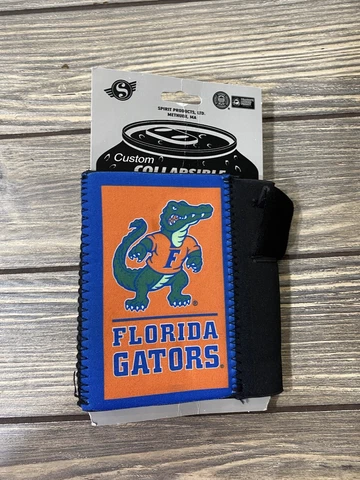 S
SPIRIT PRODUCTS, LTD.
METHUEN, MA
Custom
COLLAPSIBLE
F
FLORIDA
GATORS